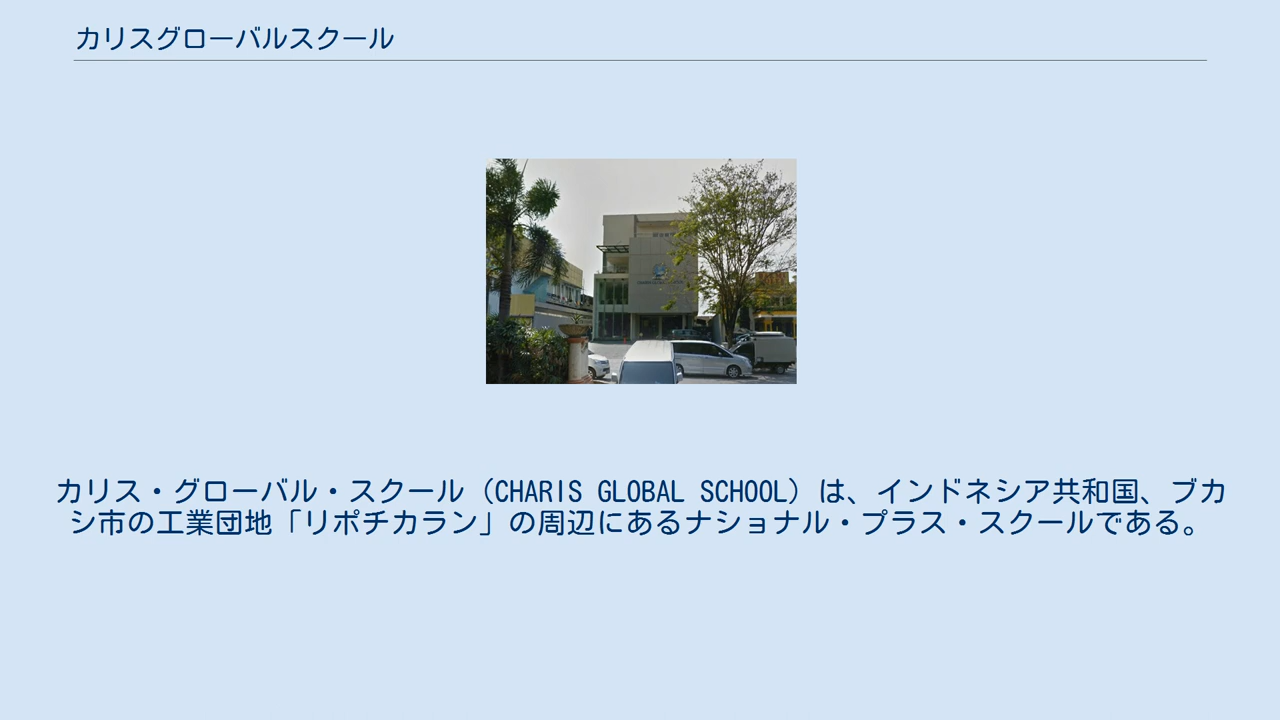 カリスグローバルスクール
カリス・グローバル・スクール（CHARIS GLOBAL SCHOOL）は、インドネシア共和国、ブカ
シ市の工業団地「リポチカラン」の周辺にあるナショナル・プラス・スクールである。